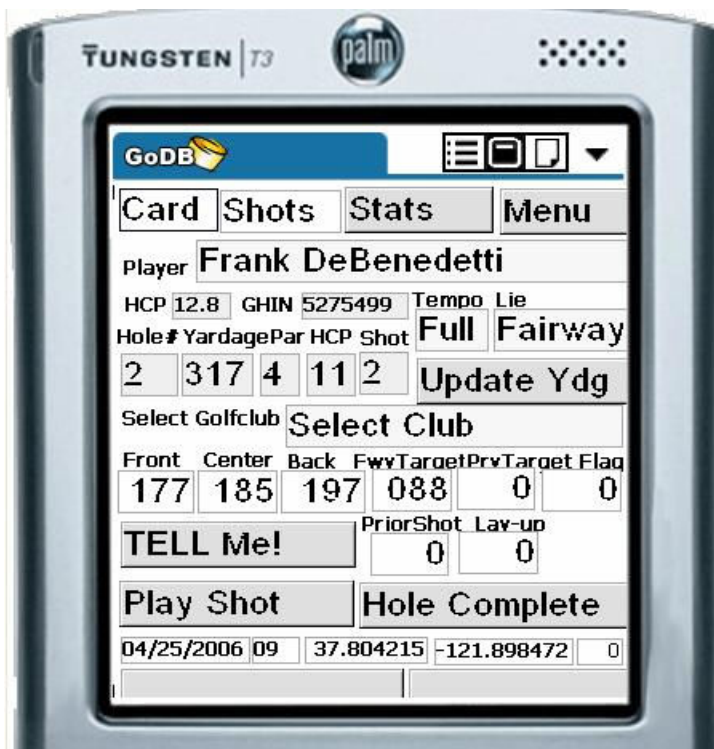 TUNGSTEN | T3
palm
GoDB
Card Shots Stats Menu
Player Frank DeBenedetti
HCP 12.8 GHIN 5275499 Tempo Lie
Full Fairway
Hole# Yardage Par HCP Shot
2 317 4 11 2 Update Ydg
Select Golfclub Select Club
Front Center Back FwyTarget PrvTarget Flag
177 185 197 088 0 0
TELL Me! PriorShot Lay-up
0 0
Play Shot Hole Complete
04/25/2006 09 37.804215 -121.898472 0